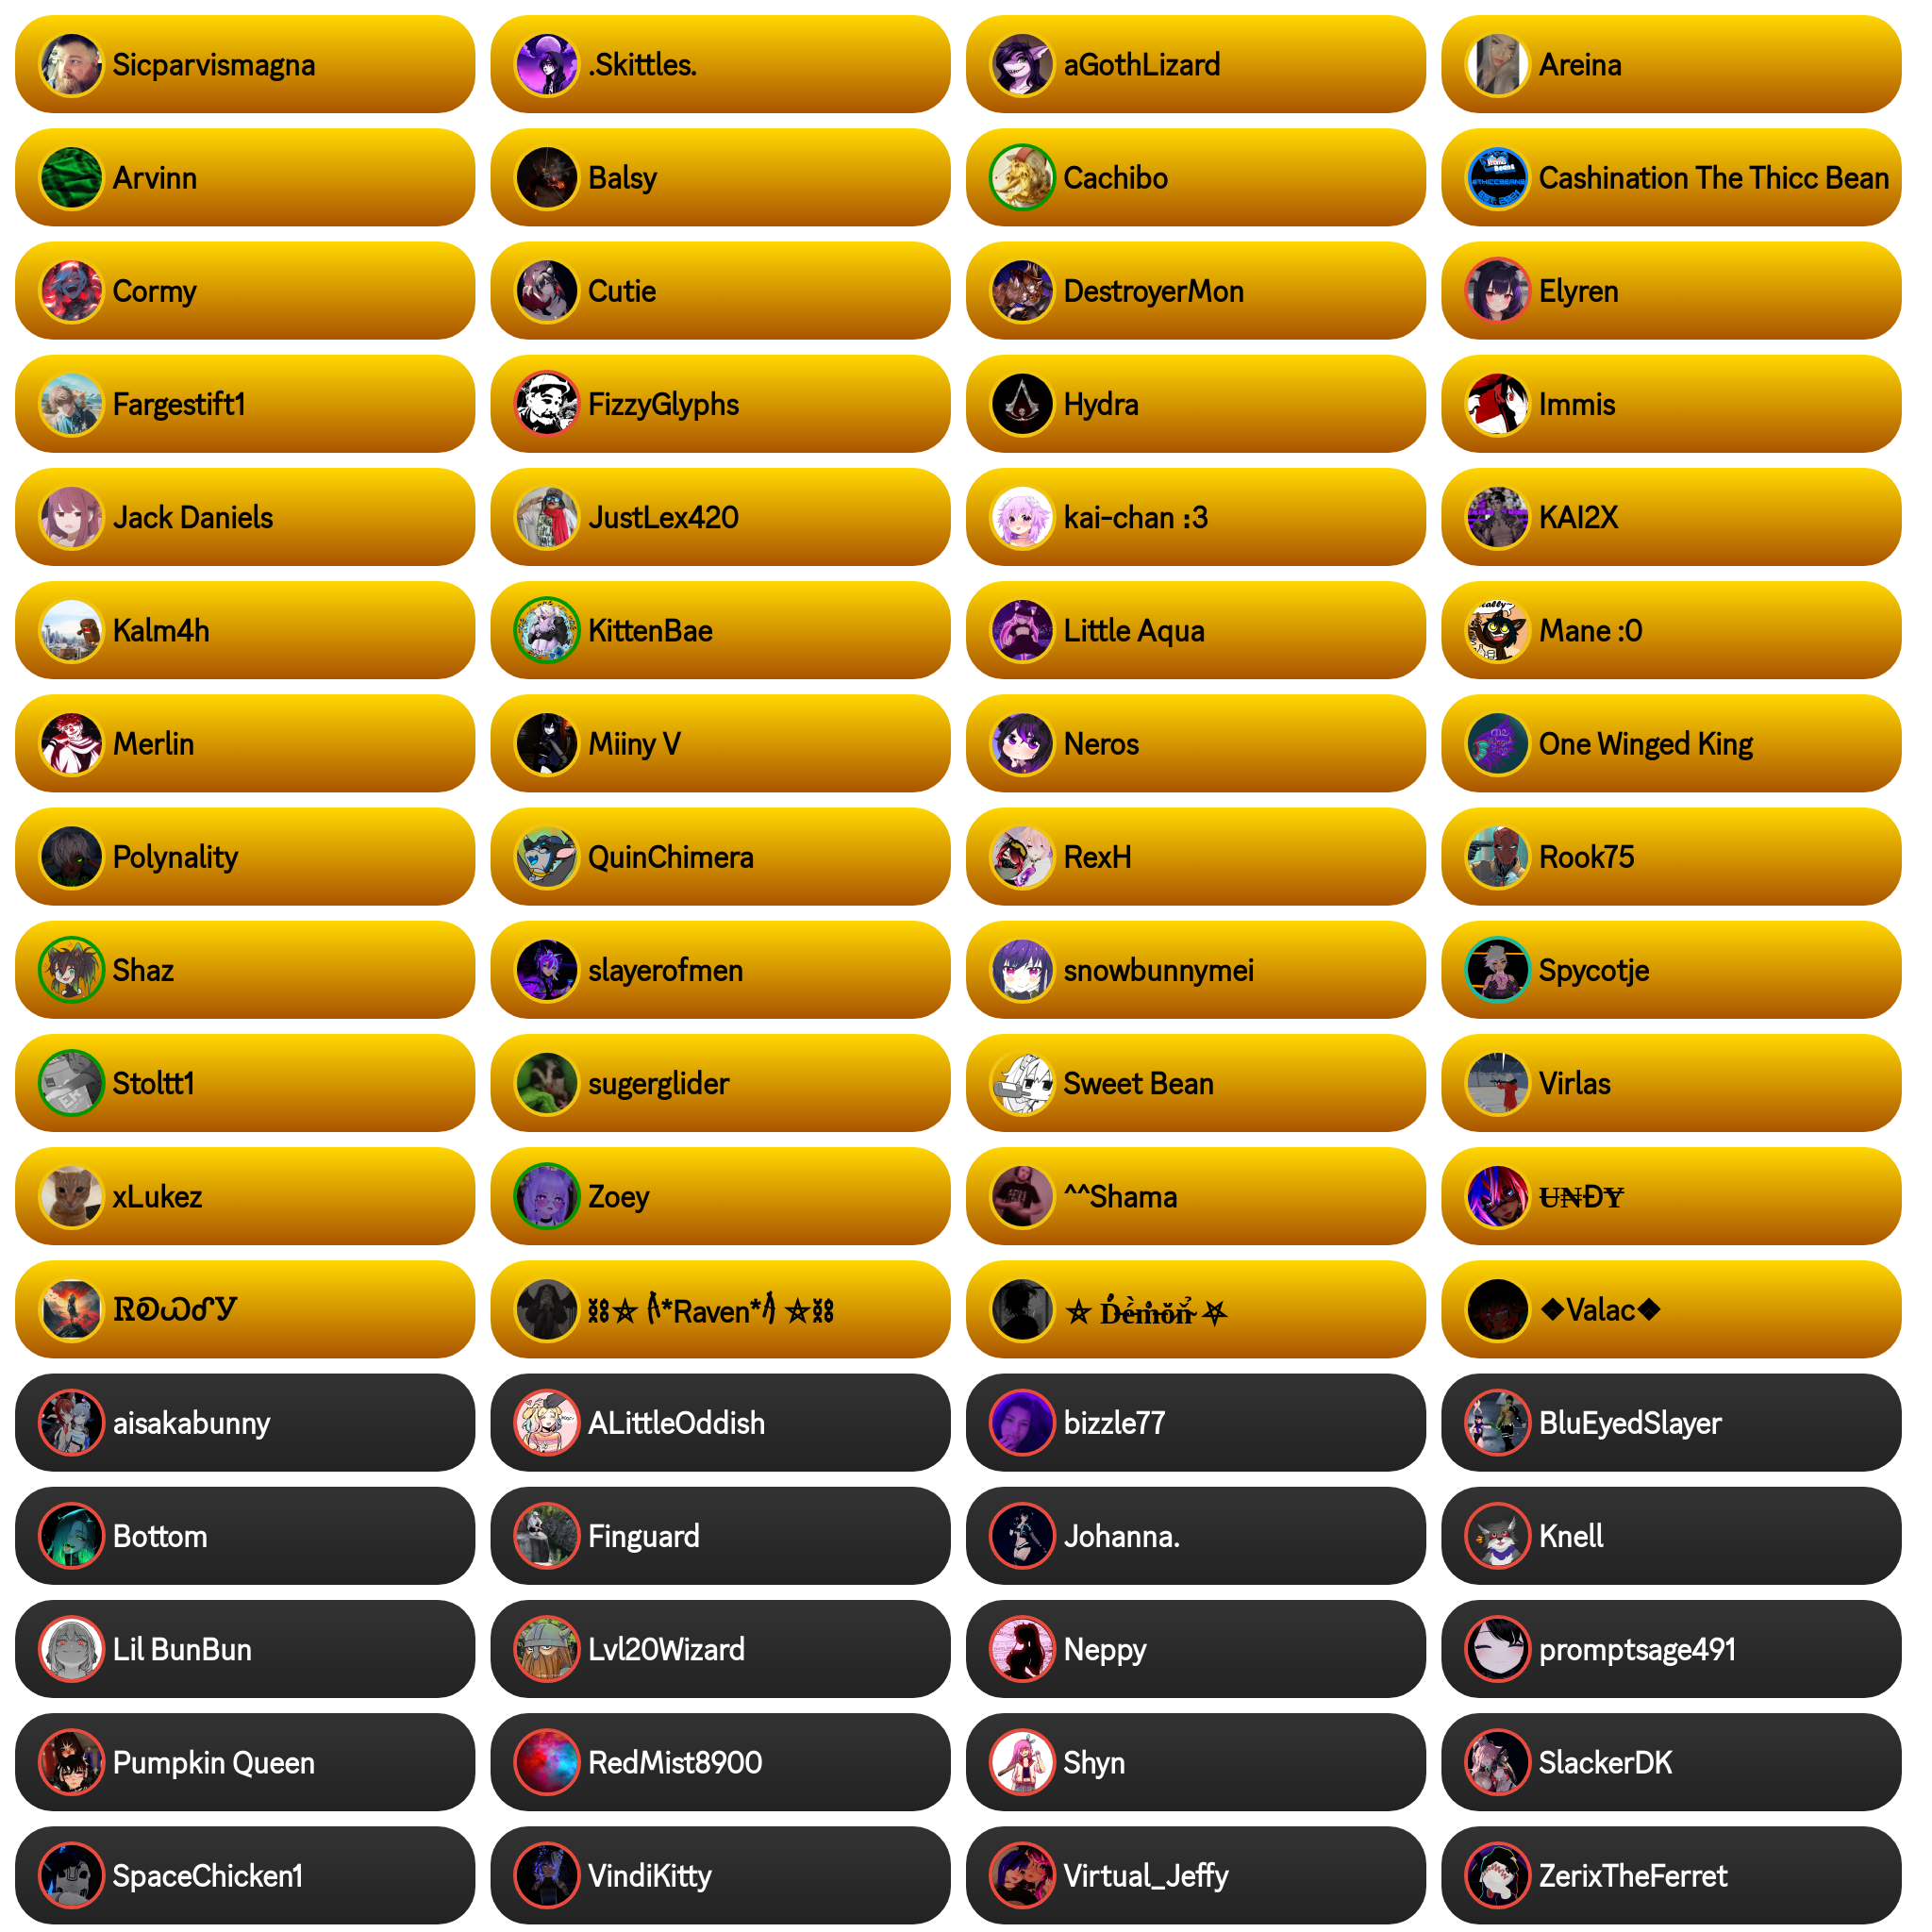 Sicparvismagna
.Skittles.
aGothLizard
Areina
Arvinn
Balsy
Cachibo
Cashination The Thicc Bean
Cormy
Cutie
DestroyerMon
Elyren
Fargestift1
FizzyGlyphs
Hydra
Immis
Jack Daniels
JustLex420
kai-chan :3
KAI2X
Kalm4h
KittenBae
Little Aqua
Mane :0
Merlin
Miiny V
Neros
One Winged King
Polynality
QuinChimera
RexH
Rook75
Shaz
slayerofmen
snowbunnymei
Spycotje
Stoltt1
sugerglider
Sweet Bean
Virlas
xLukez
Zoey
^^Shama
U̶N̶ĐɎ
⛓⛥ *Raven* ⛥⛓
⛥ D̶e̶m̶o̶n̶ ⛧
◆Valac◆
aisakabunny
ALittleOddish
bizzle77
BluEyedSlayer
Bottom
Finguard
Johanna.
Knell
Lil BunBun
Lvl20Wizard
Neppy
promptsage491
Pumpkin Queen
RedMist8900
Shyn
SlackerDK
SpaceChicken1
VindiKitty
Virtual_Jeffy
ZerixTheFerret